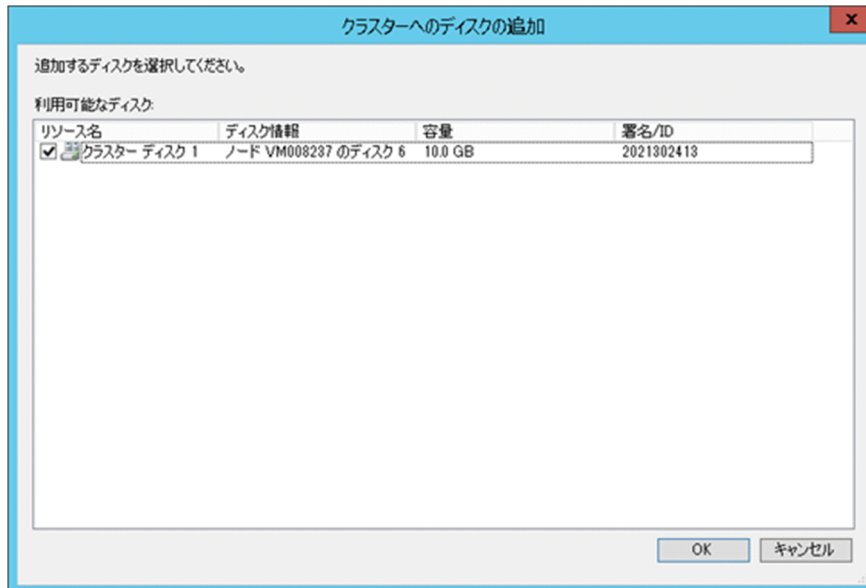 クラスターへのディスクの追加
x
追加するディスクを選択してください。
利用可能なディスク:
リソース名 ディスク情報 容量 署名/ID
クラスター ディスク 1 ノード VM008237 のディスク 6 10.0 GB 2021302413
OK キャンセル